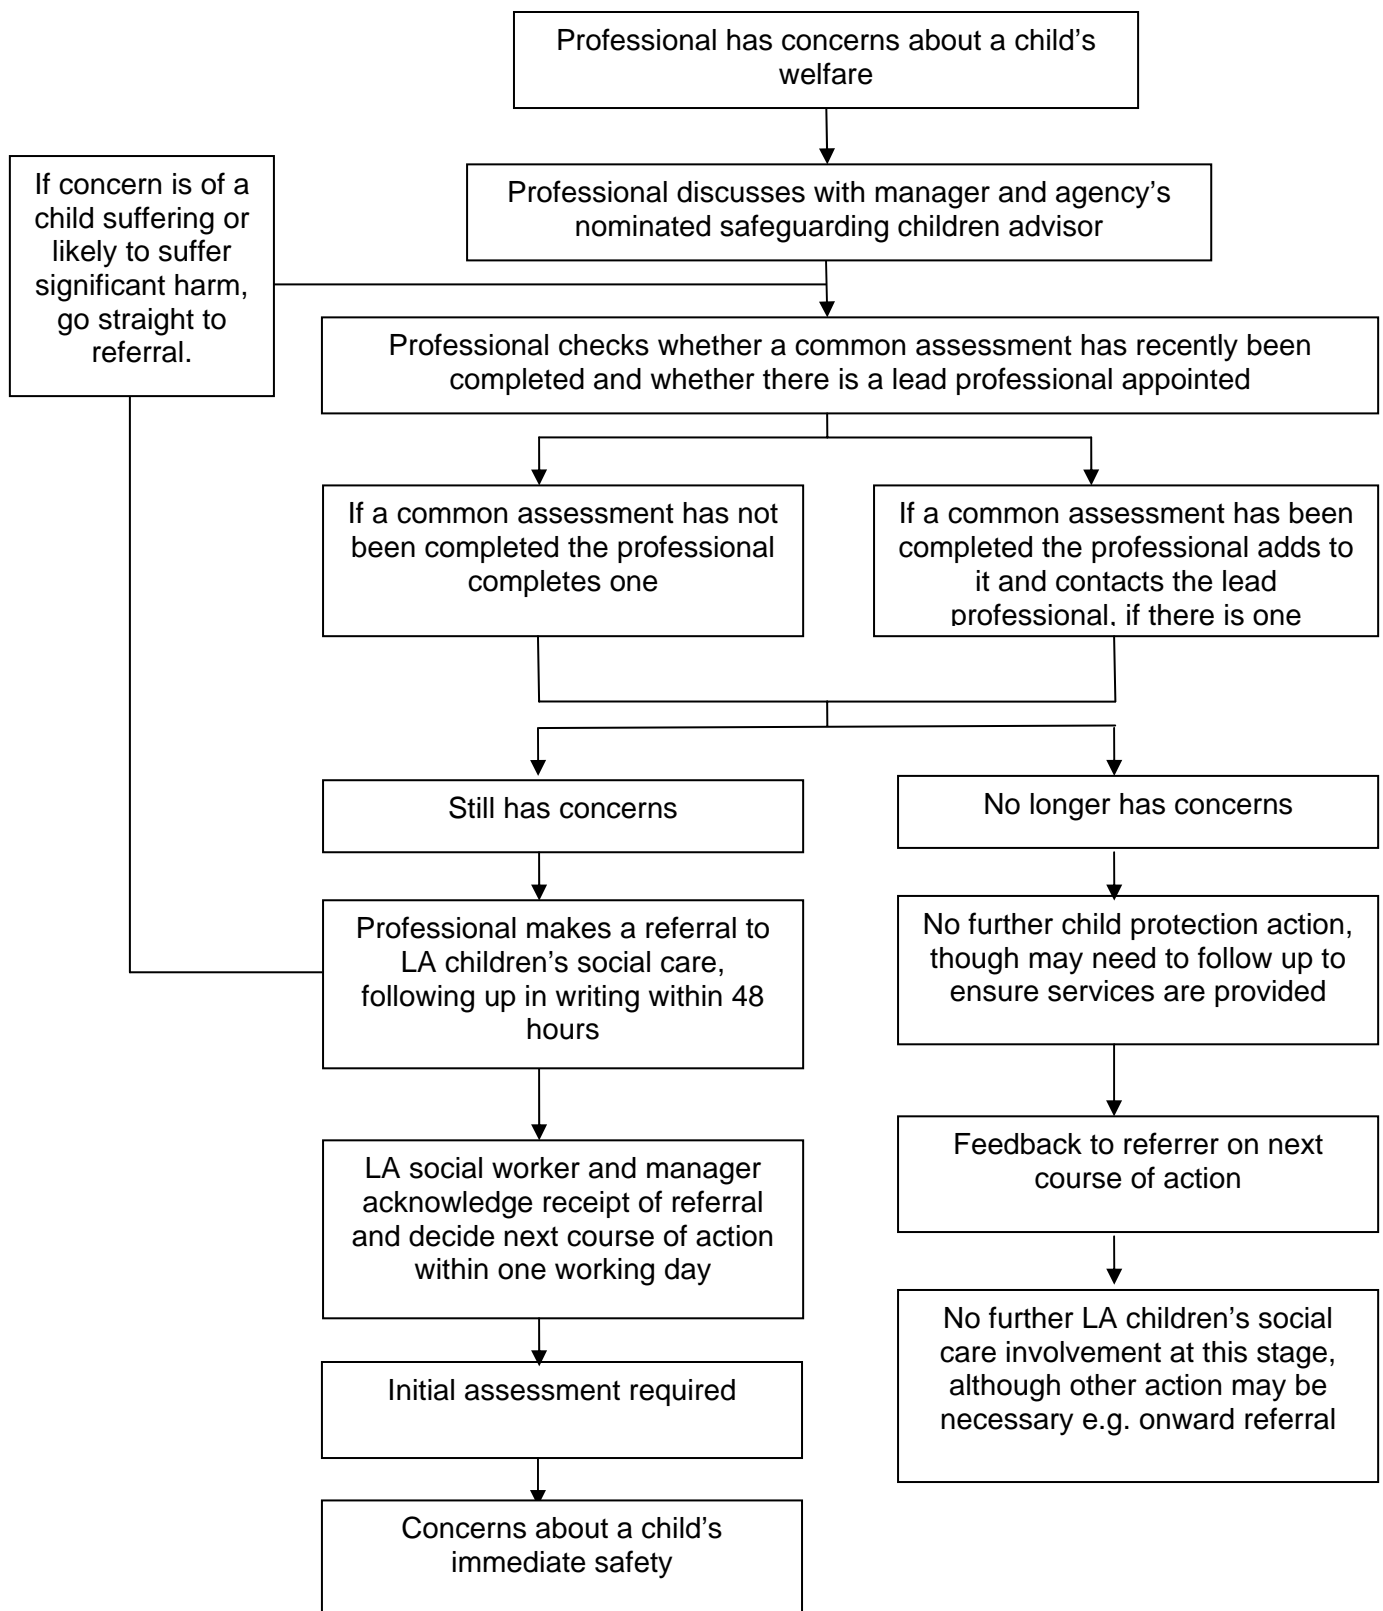 Professional has concerns about a child’s
welfare
If concern is of a
child suffering or
likely to suffer
significant harm,
go straight to
referral.
Professional discusses with manager and agency’s
nominated safeguarding children advisor
Professional checks whether a common assessment has recently been
completed and whether there is a lead professional appointed
If a common assessment has not
been completed the professional
completes one
If a common assessment has been
completed the professional adds to
it and contacts the lead
professional, if there is one
Still has concerns
No longer has concerns
Professional makes a referral to
LA children’s social care,
following up in writing within 48
hours
No further child protection action,
though may need to follow up to
ensure services are provided
LA social worker and manager
acknowledge receipt of referral
and decide next course of action
within one working day
Feedback to referrer on next
course of action
Initial assessment required
No further LA children’s social
care involvement at this stage,
although other action may be
necessary e.g. onward referral
Concerns about a child’s
immediate safety